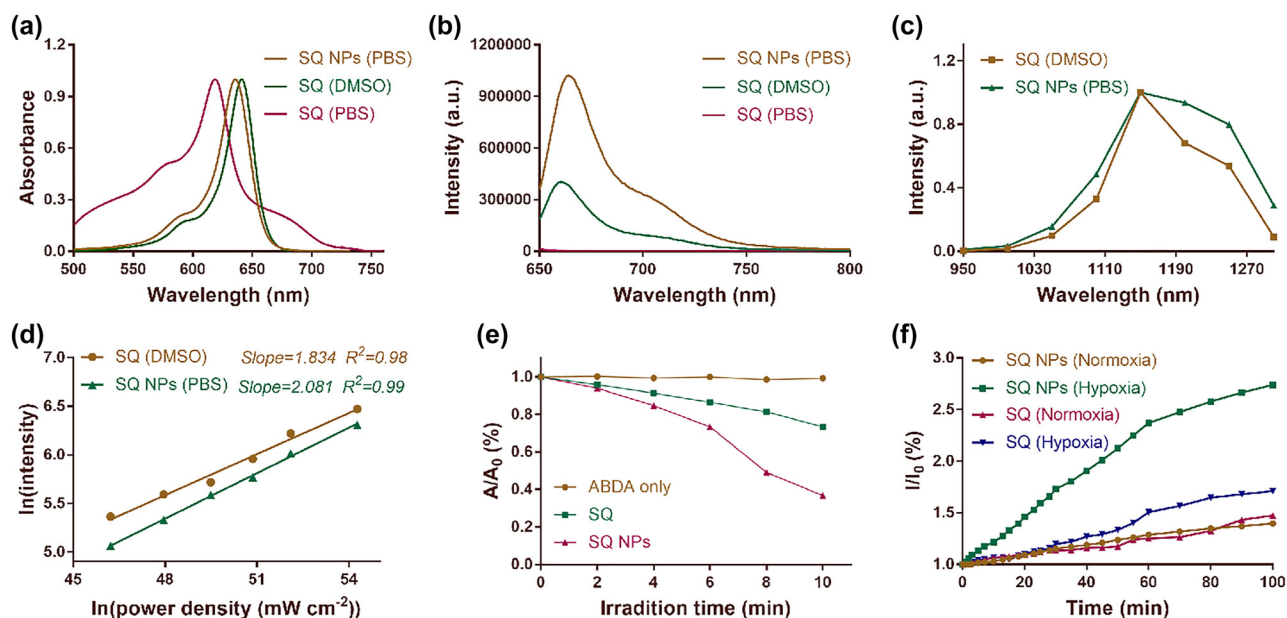 (a)
1.2
0.9
0.6
0.3
0.0
Absorbance
500
550
600
650
700
750
Wavelength (nm)
SQ NPs (PBS)
SQ (DMSO)
SQ (PBS)
(b)
1200000
900000
600000
300000
0
Intensity (a.u.)
650
700
750
800
Wavelength (nm)
SQ NPs (PBS)
SQ (DMSO)
SQ (PBS)
(c)
1.2
0.8
0.4
0.0
Intensity (a.u.)
950
1030
1110
1190
1270
Wavelength (nm)
SQ (DMSO)
SQ NPs (PBS)
(d)
7.0
6.5
6.0
5.5
5.0
ln(intensity)
45
48
51
54
ln(power density (mW cm⁻²))
SQ (DMSO) Slope=1.834 R²=0.98
SQ NPs (PBS) Slope=2.081 R²=0.99
(e)
1.0
0.8
0.6
0.4
0.2
0.0
A/A₀ (%)
0
2
4
6
8
10
Irradition time (min)
ABDA only
SQ
SQ NPs
(f)
3.0
2.5
2.0
1.5
1.0
I/I₀ (%)
0
20
40
60
80
100
Time (min)
SQ NPs (Normoxia)
SQ NPs (Hypoxia)
SQ (Normoxia)
SQ (Hypoxia)